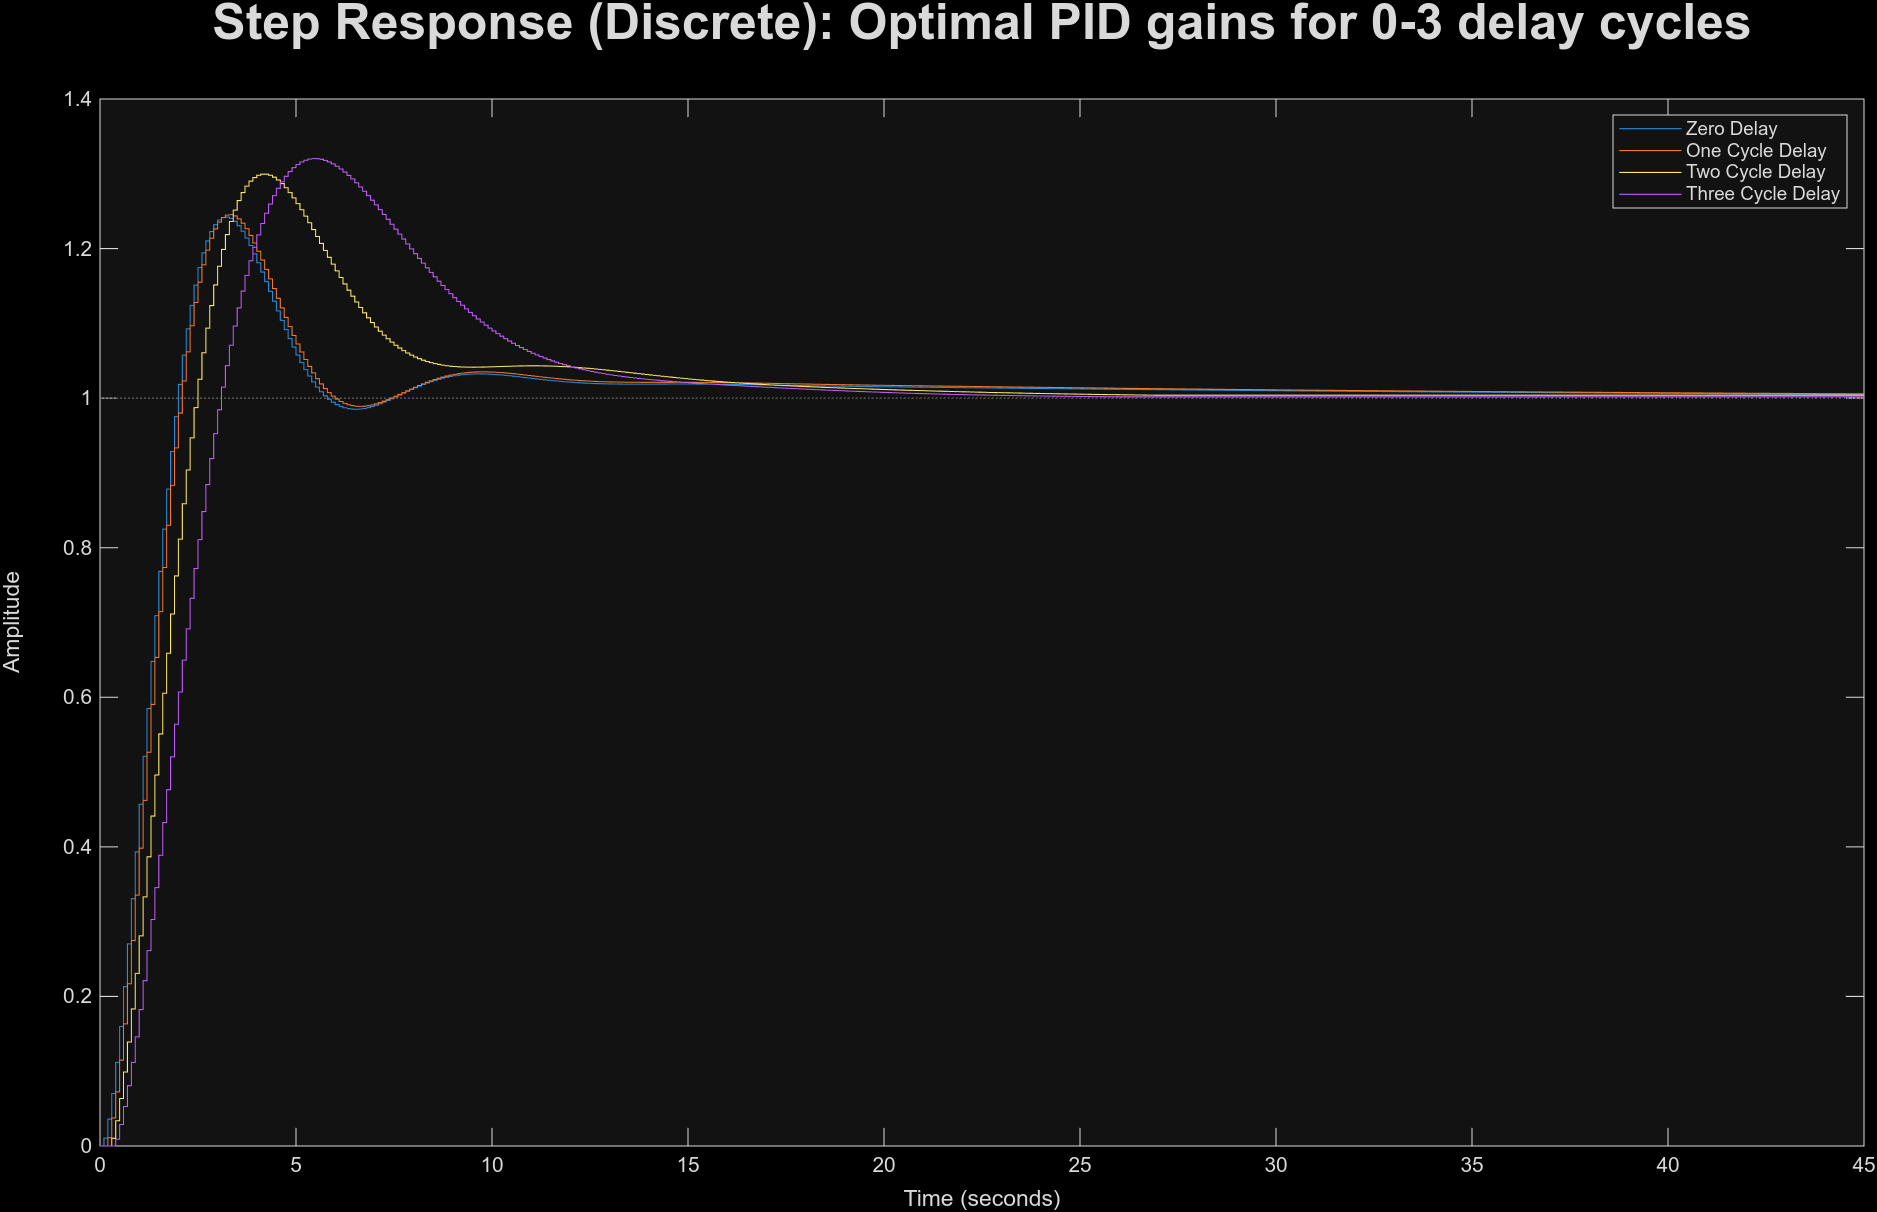 Step Response (Discrete): Optimal PID gains for 0-3 delay cycles
1.4
1.2
1
0.8
0.6
0.4
0.2
0
Amplitude
Zero Delay
One Cycle Delay
Two Cycle Delay
Three Cycle Delay
0 5 10 15 20 25 30 35 40 45
Time (seconds)